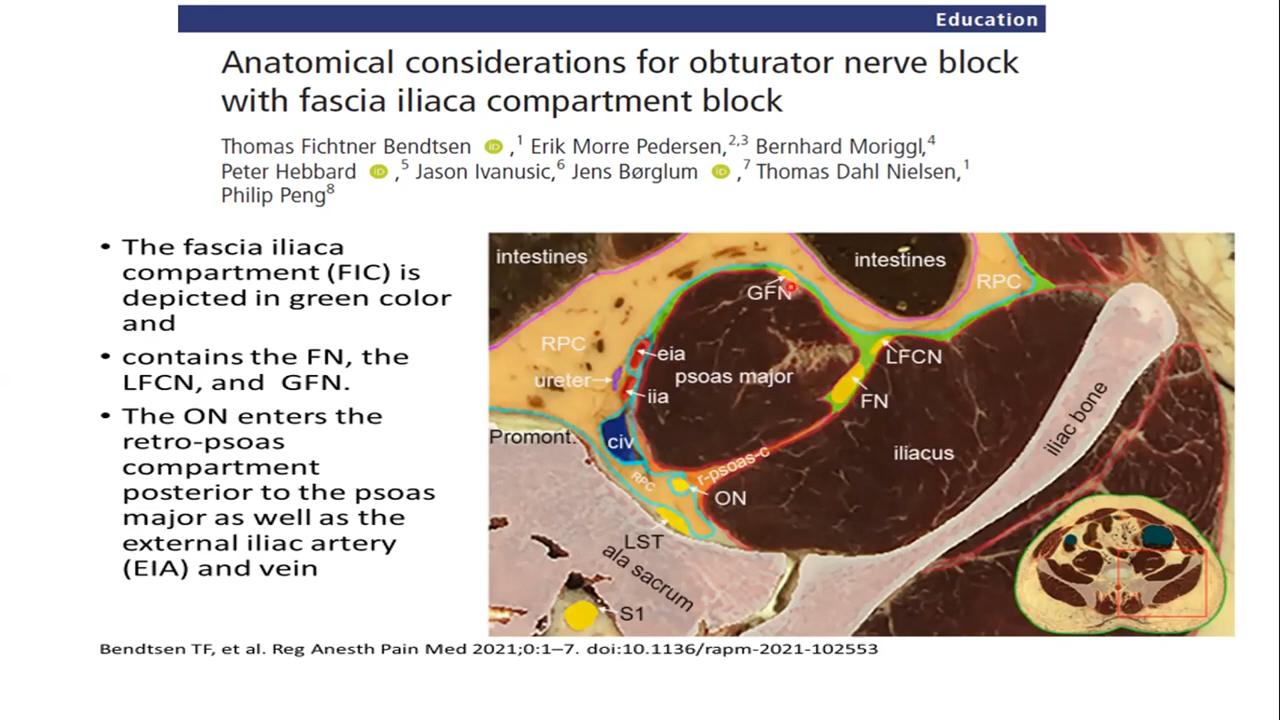 Education
Anatomical considerations for obturator nerve block
with fascia iliaca compartment block
Thomas Fichtner Bendtsen iD ,1 Erik Morre Pedersen,2,3 Bernhard Moriggl,4
Peter Hebbard iD ,5 Jason Ivanusic,6 Jens Børglum iD ,7 Thomas Dahl Nielsen,1
Philip Peng8
• The fascia iliaca
compartment (FIC) is
depicted in green color
and
• contains the FN, the
LFCN, and GFN.
• The ON enters the
retro-psoas
compartment
posterior to the psoas
major as well as the
external iliac artery
(EIA) and vein
intestines
intestines
GFN
RPC
RPC
eia
LFCN
ureter
psoas major
iia
FN
Promont.
civ
iliac bone
iliacus
r-psoas-c
RPC
ON
LST
ala sacrum
S1
Bendtsen TF, et al. Reg Anesth Pain Med 2021;0:1–7. doi:10.1136/rapm-2021-102553